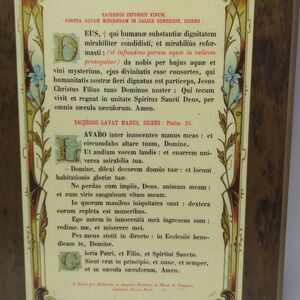 SACERDOS INFUNDIT VINUM.
POSTEA AQUAM MISCENDAM IN CALICE BENEDICIT, DICENS :
DEUS, ✠ qui humanæ substantiæ dignitatem
mirabiliter condidisti, et mirabilius refor-
masti : (et infundens parum aquæ in calicem
prosequitur) da nobis per hujus aquæ et
vini mysterium, ejus divinitatis esse consortes, qui
humanitatis nostræ fieri dignatus est particeps, Jesus
Christus Filius tuus Dominus noster : Qui tecum
vivit et regnat in unitate Spiritus Sancti Deus, per
omnia sæcula sæculorum. Amen.
SACERDOS LAVAT MANUS, DICENS : Psalm. 25.
LAVABO inter innocentes manus meas : et
circumdabo altare tuum, Domine.
Ut audiam vocem laudis : et enarrem uni-
versa mirabilia tua.
Domine, dilexi decorem domûs tuæ : et locum
habitationis gloriæ tuæ.
Ne perdas cum impiis, Deus, animam meam :
et cum viris sanguinum vitam meam.
In quorum manibus iniquitates sunt : dextera
eorum repleta est muneribus.
Ego autem in innocentiâ meâ ingressus sum :
redime me, et miserere mei.
Pes meus stetit in directo : in Ecclesiis benedi-
cam te, Domine.
Gloria Patri, et Filio, et Spiritui Sancto.
Sicut erat in principio, et nunc, et semper,
et in sæcula sæculorum. Amen.